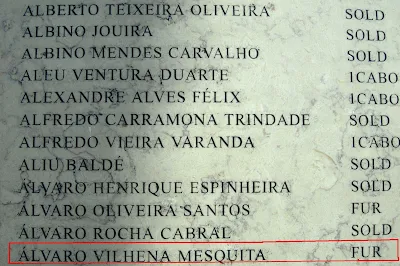 ALBERTO TEIXEIRA OLIVEIRA SOLD
ALBINO JOUIRA SOLD
ALBINO MENDES CARVALHO SOLD
ALEU VENTURA DUARTE 1CABO
ALEXANDRE ALVES FÉLIX 1CABO
ALFREDO CARRAMONA TRINDADE SOLD
ALFREDO VIEIRA VARANDA 1CABO
ALIU BALDÉ SOLD
ÁLVARO HENRIQUE ESPINHEIRA SOLD
ÁLVARO OLIVEIRA SANTOS FUR
ÁLVARO ROCHA CABRAL SOLD
ÁLVARO VILHENA MESQUITA FUR